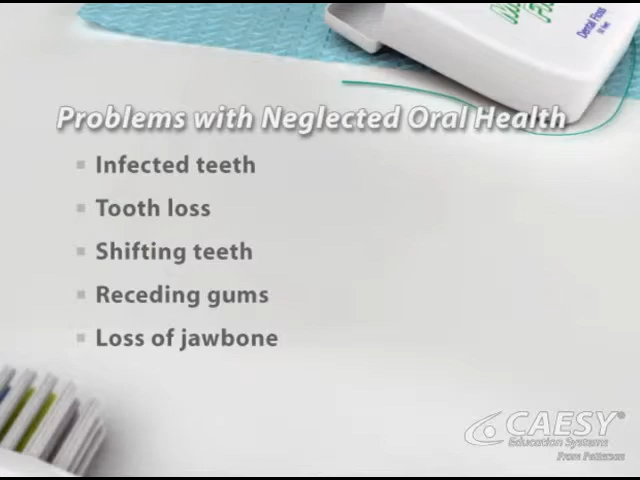 Dental Floss
Problems with Neglected Oral Health
Infected teeth
Tooth loss
Shifting teeth
Receding gums
Loss of jawbone
CAESY®
Education Systems
From Patterson